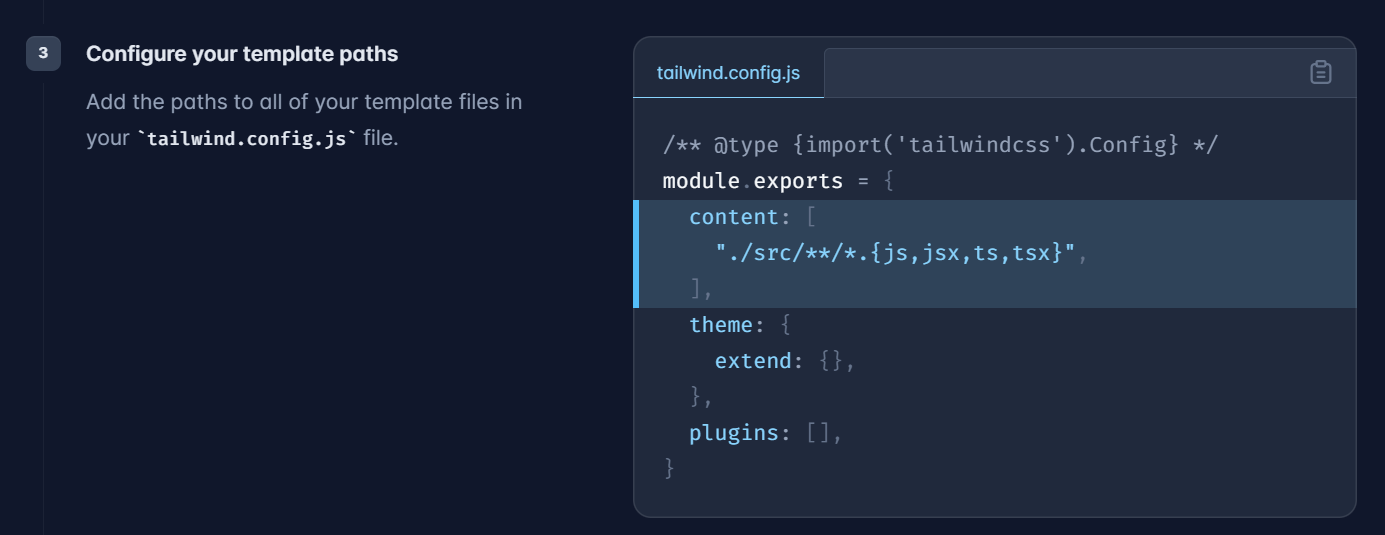 3
Configure your template paths
Add the paths to all of your template files in
your `tailwind.config.js` file.
tailwind.config.js
/** @type {import('tailwindcss').Config} */
module.exports = {
  content: [
    "./src/**/*.{js,jsx,ts,tsx}",
  ],
  theme: {
    extend: {},
  },
  plugins: [],
}